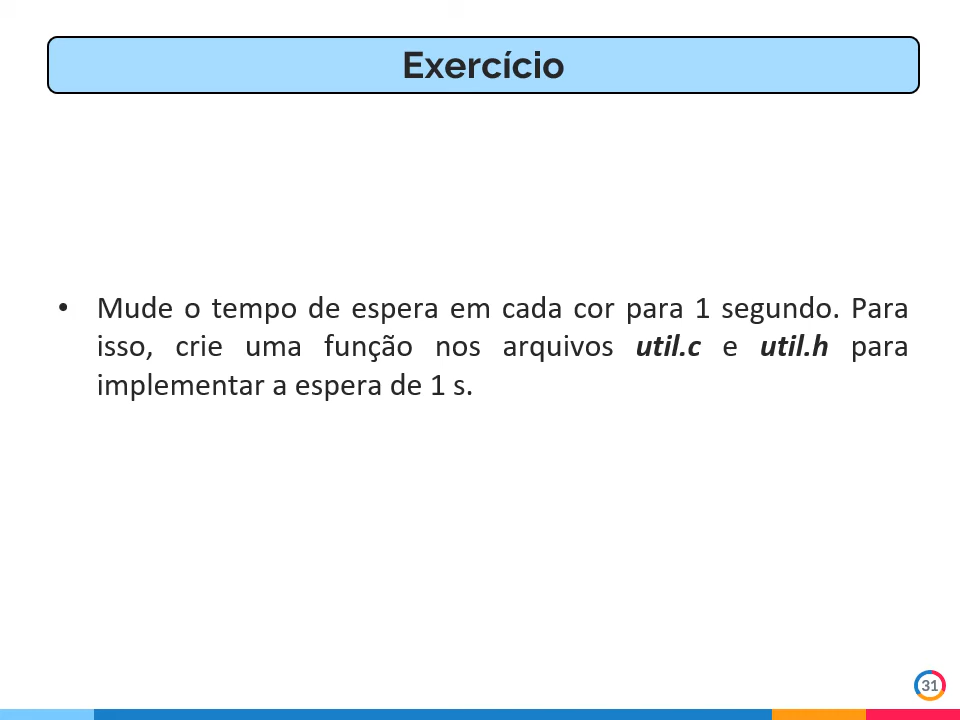 Exercício
• Mude o tempo de espera em cada cor para 1 segundo. Para
isso, crie uma função nos arquivos util.c e util.h para
implementar a espera de 1 s.
31